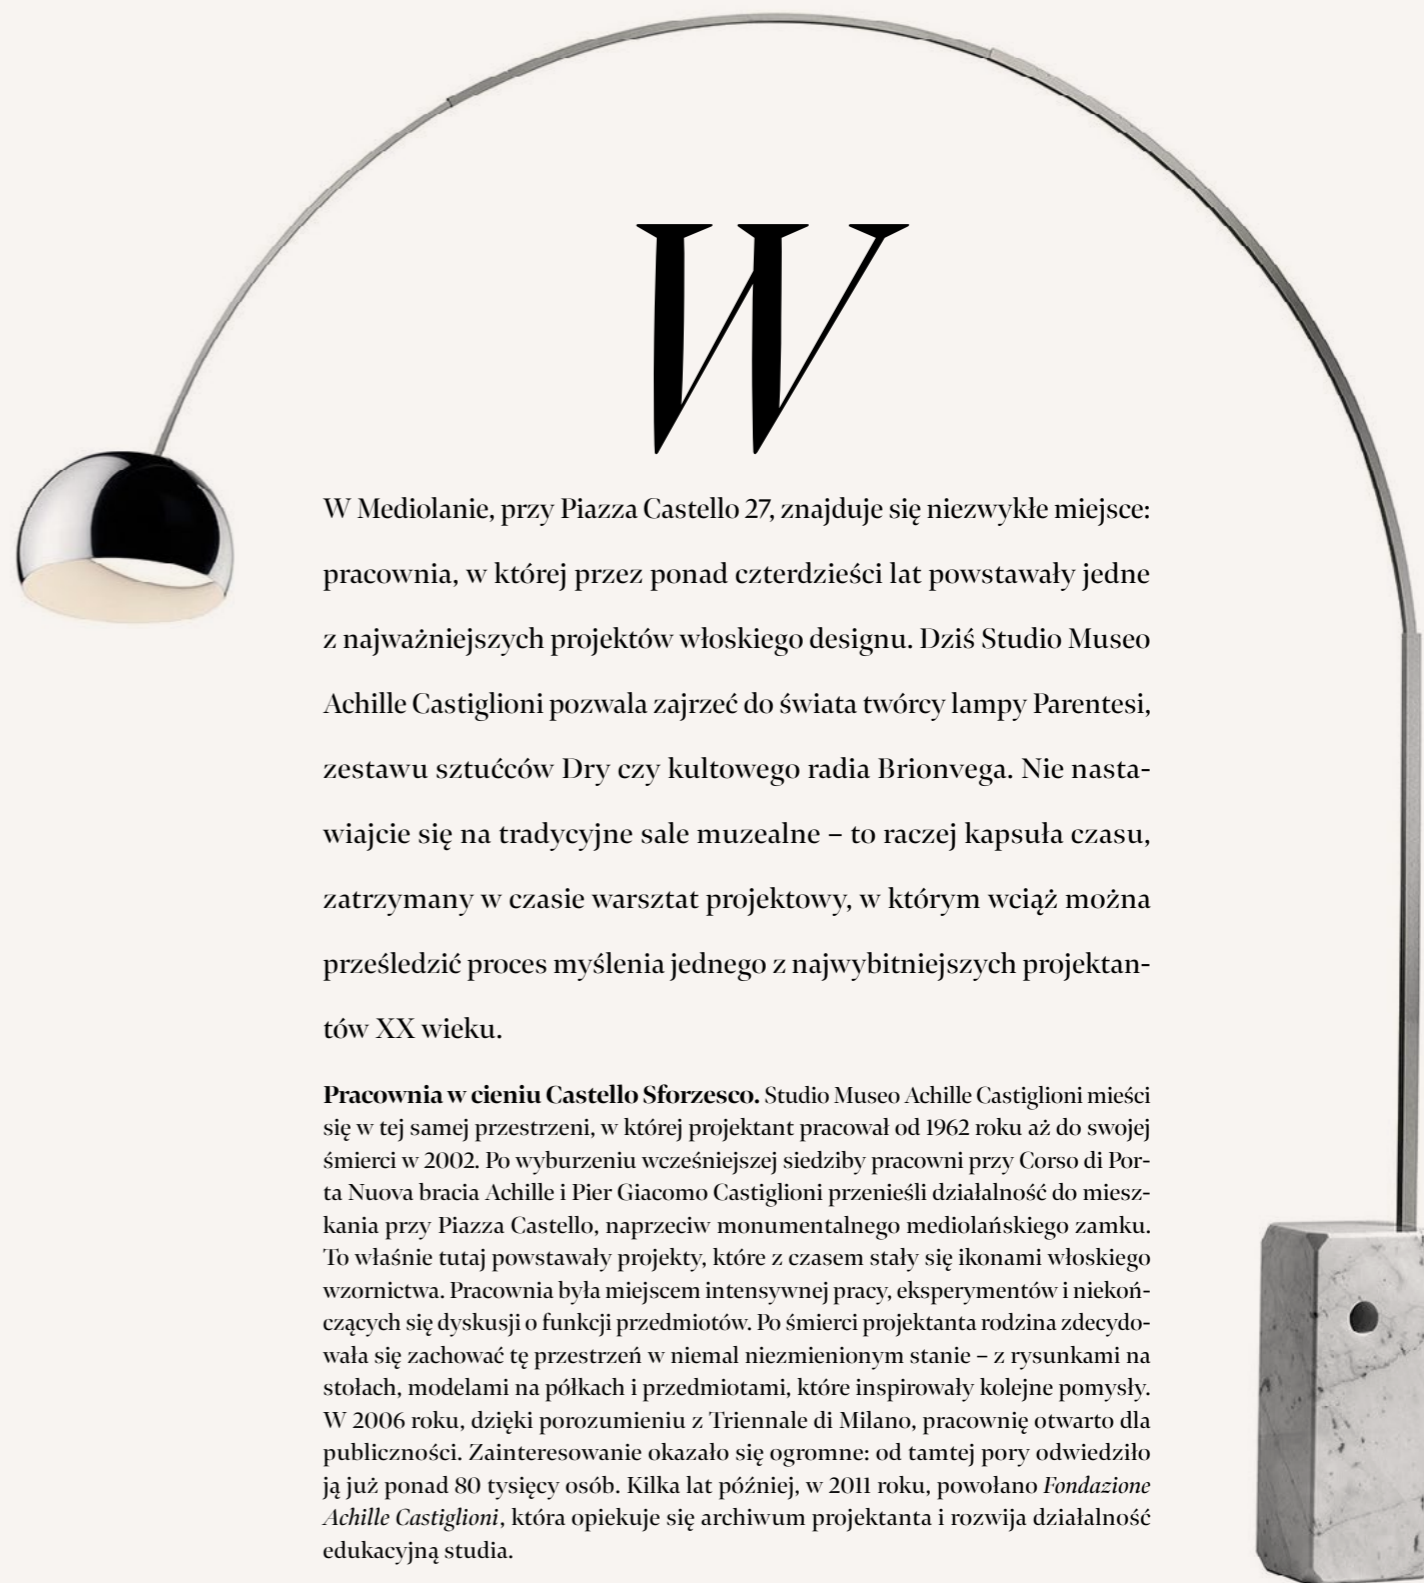 W
W Mediolanie, przy Piazza Castello 27, znajduje się niezwykłe miejsce:
pracownia, w której przez ponad czterdzieści lat powstawały jedne
z najważniejszych projektów włoskiego designu. Dziś Studio Museo
Achille Castiglioni pozwala zajrzeć do świata twórcy lampy Parentesi,
zestawu sztućców Dry czy kultowego radia Brionvega. Nie nasta-
wiajcie się na tradycyjne sale muzealne – to raczej kapsuła czasu,
zatrzymany w czasie warsztat projektowy, w którym wciąż można
prześledzić proces myślenia jednego z najwybitniejszych projektan-
tów XX wieku.
Pracownia w cieniu Castello Sforzesco. Studio Museo Achille Castiglioni mieści
się w tej samej przestrzeni, w której projektant pracował od 1962 roku aż do swojej
śmierci w 2002. Po wyburzeniu wcześniejszej siedziby pracowni przy Corso di Por-
ta Nuova bracia Achille i Pier Giacomo Castiglioni przenieśli działalność do miesz-
kania przy Piazza Castello, naprzeciw monumentalnego mediolańskiego zamku.
To właśnie tutaj powstawały projekty, które z czasem stały się ikonami włoskiego
wzornictwa. Pracownia była miejscem intensywnej pracy, eksperymentów i niekoń-
czących się dyskusji o funkcji przedmiotów. Po śmierci projektanta rodzina zdecydo-
wała się zachować tę przestrzeń w niemal niezmienionym stanie – z rysunkami na
stołach, modelami na półkach i przedmiotami, które inspirowały kolejne pomysły.
W 2006 roku, dzięki porozumieniu z Triennale di Milano, pracownię otwarto dla
publiczności. Zainteresowanie okazało się ogromne: od tamtej pory odwiedziło
ją już ponad 80 tysięcy osób. Kilka lat później, w 2011 roku, powołano Fondazione
Achille Castiglioni, która opiekuje się archiwum projektanta i rozwija działalność
edukacyjną studia.